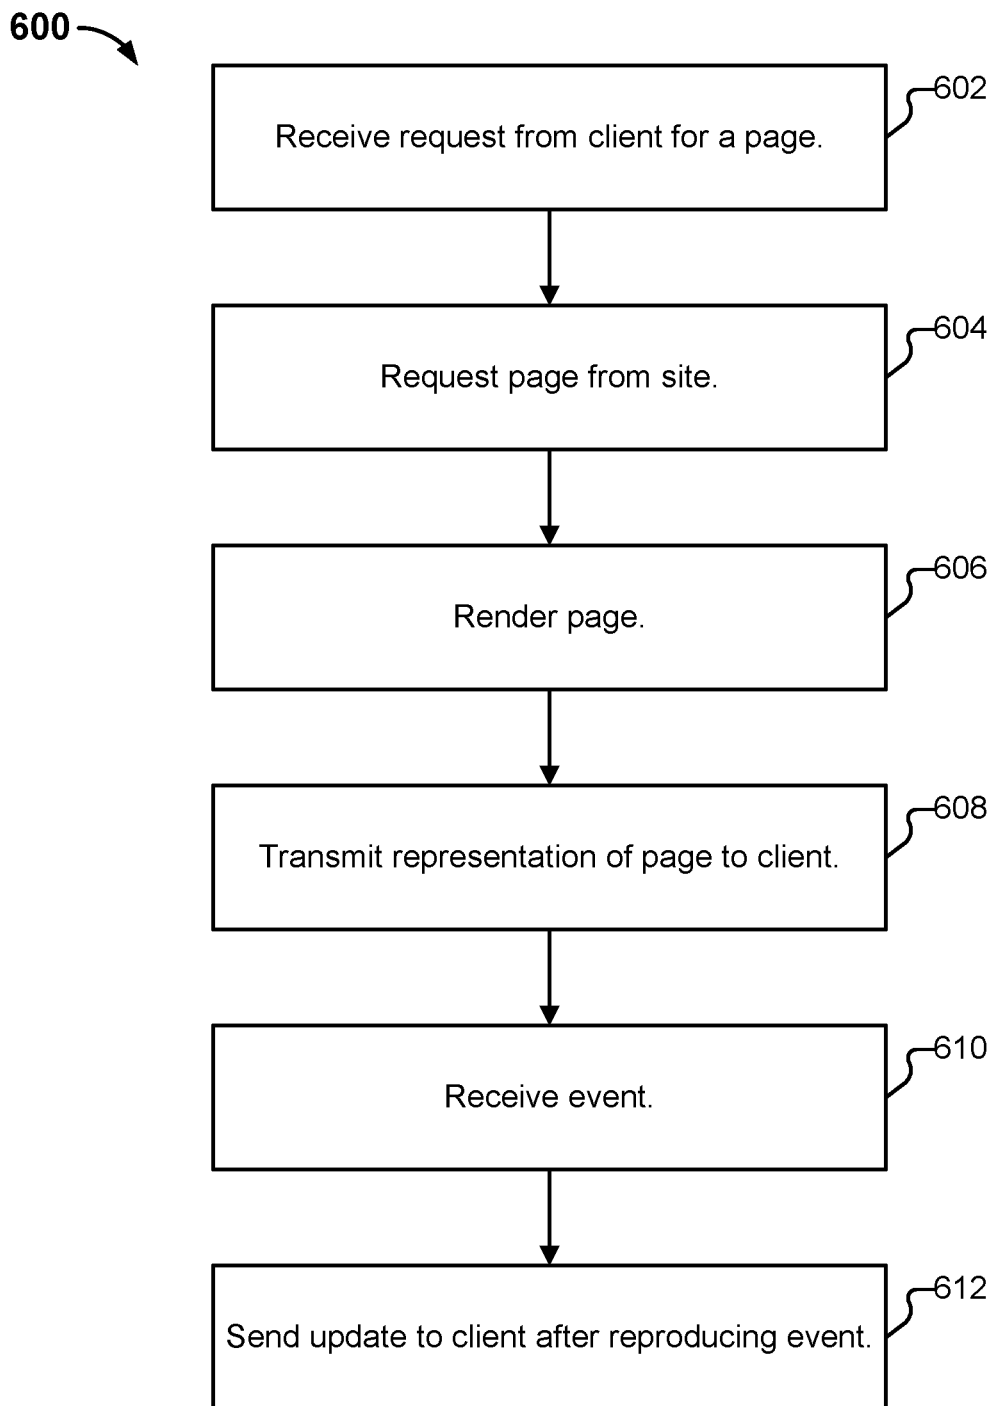 600
602
Receive request from client for a page.
604
Request page from site.
606
Render page.
608
Transmit representation of page to client.
610
Receive event.
612
Send update to client after reproducing event.